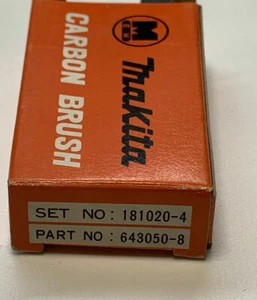 M
Makita
CARBON BRUSH
SET NO: 181020-4
PART NO: 643050-8